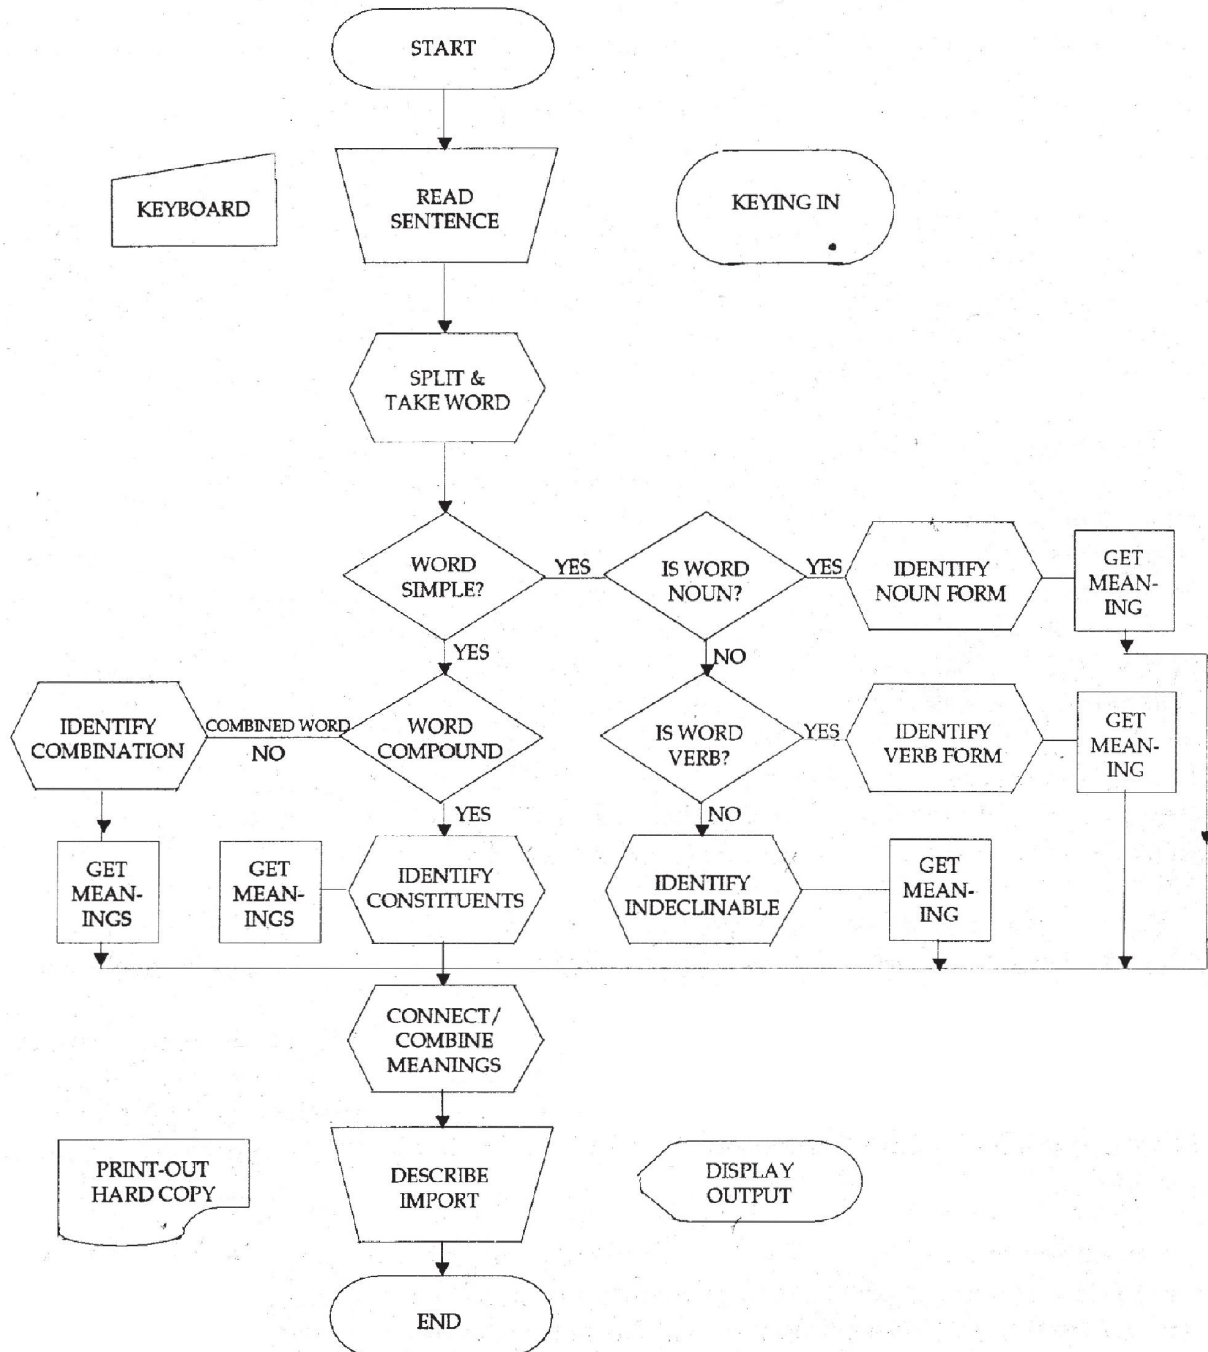 START
KEYBOARD
READ
SENTENCE
KEYING IN
SPLIT &
TAKE WORD
WORD
SIMPLE?
YES
IS WORD
NOUN?
YES
IDENTIFY
NOUN FORM
GET
MEAN-
ING
YES
NO
IDENTIFY
COMBINATION
COMBINED WORD
NO
WORD
COMPOUND
IS WORD
VERB?
YES
IDENTIFY
VERB FORM
GET
MEAN-
ING
YES
NO
GET
MEAN-
INGS
GET
MEAN-
INGS
IDENTIFY
CONSTITUENTS
IDENTIFY
INDECLINABLE
GET
MEAN-
ING
CONNECT/
COMBINE
MEANINGS
PRINT-OUT
HARD COPY
DESCRIBE
IMPORT
DISPLAY
OUTPUT
END